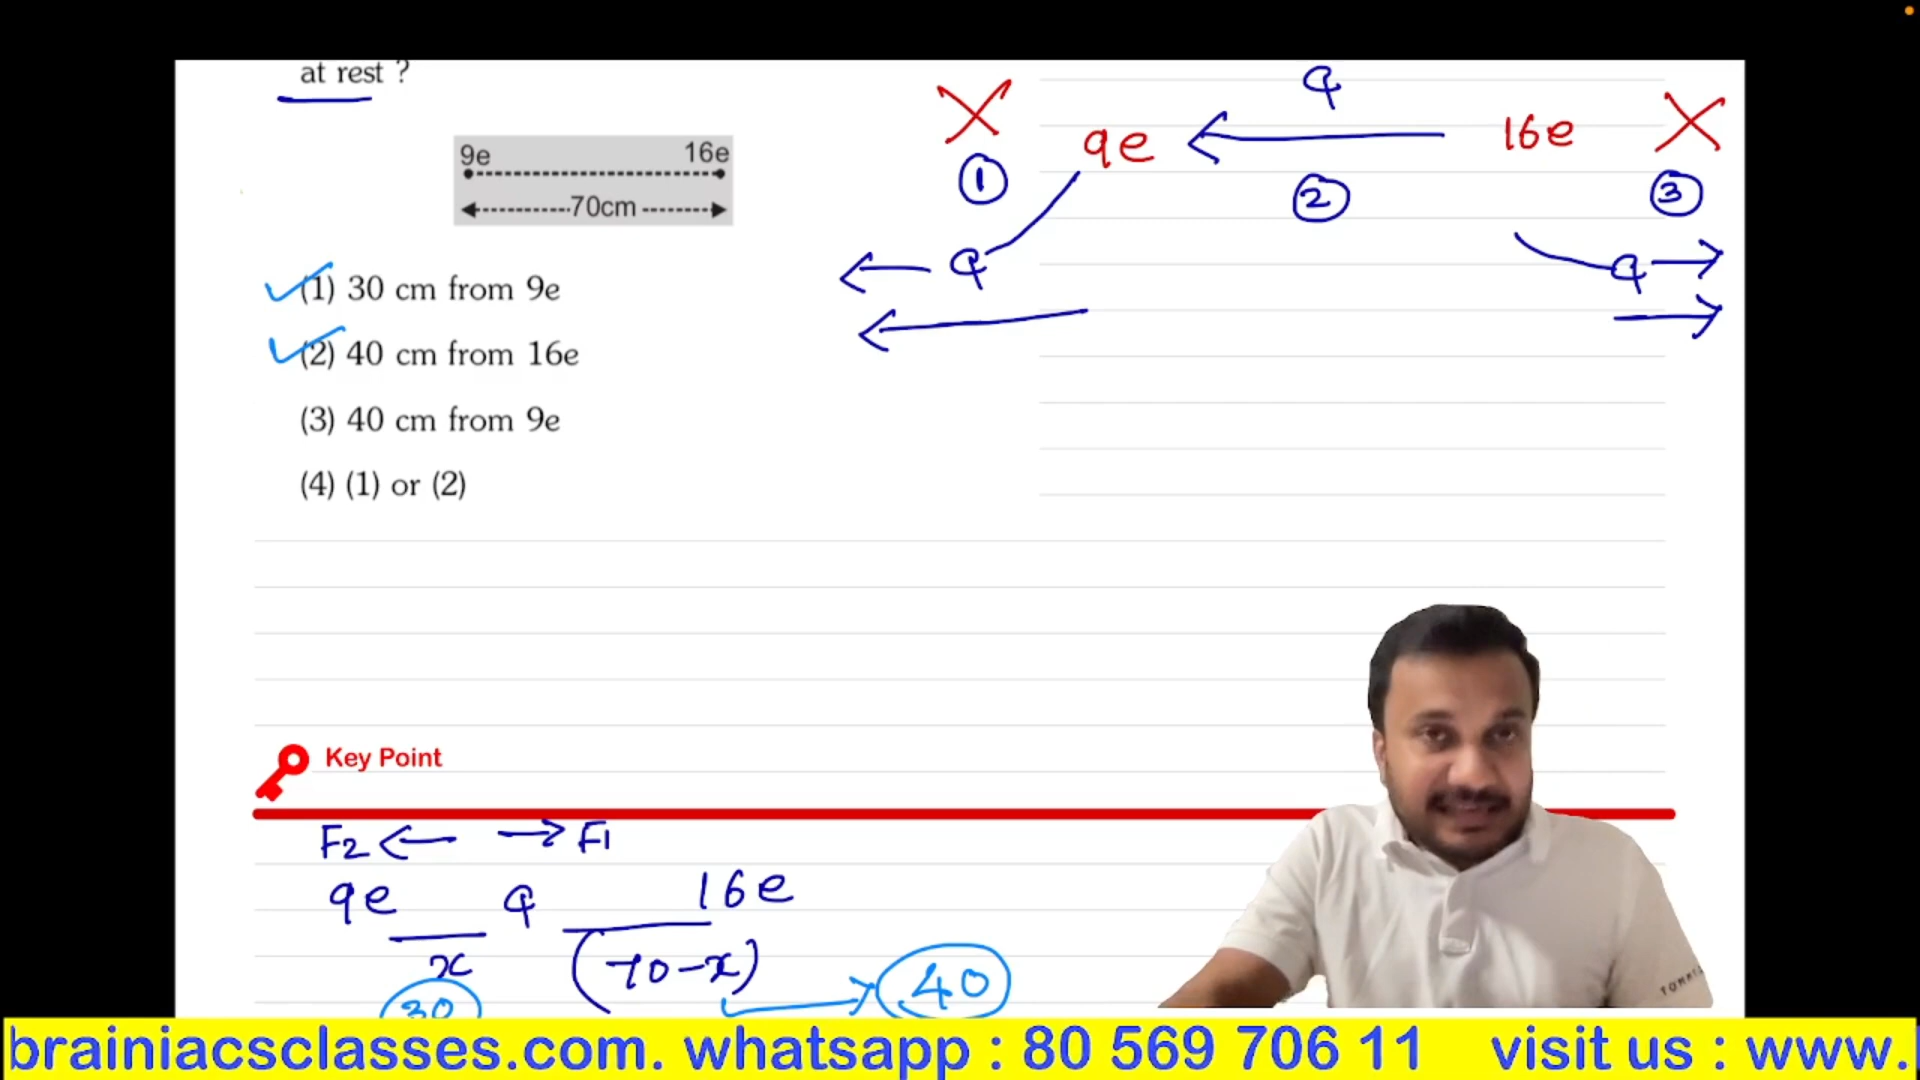 at rest ?
9e 16e
70cm
(1) 30 cm from 9e
(2) 40 cm from 16e
(3) 40 cm from 9e
(4) (1) or (2)
q
9e 16e
1 2 3
q q
Key Point
F2 F1
9e q 16e
x (70-x) 40
30
brainiacsclasses.com. whatsapp : 80 569 706 11 visit us : www.